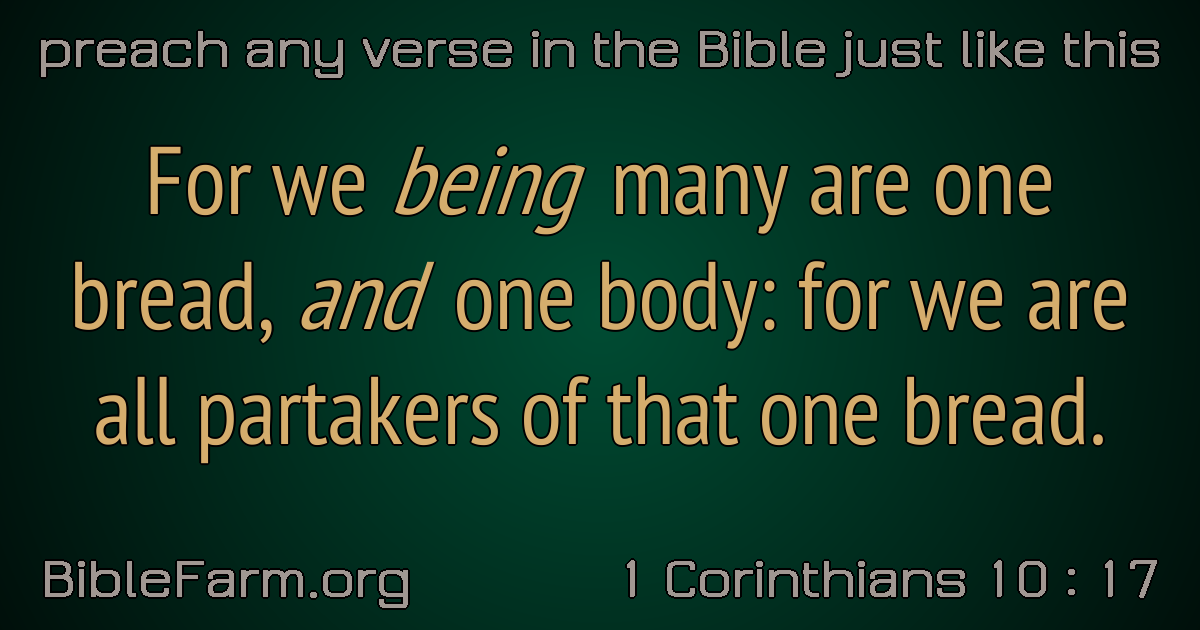 preach any verse in the Bible just like this
For we being many are one
bread, and one body: for we are
all partakers of that one bread.
BibleFarm.org
1 Corinthians 10 : 17